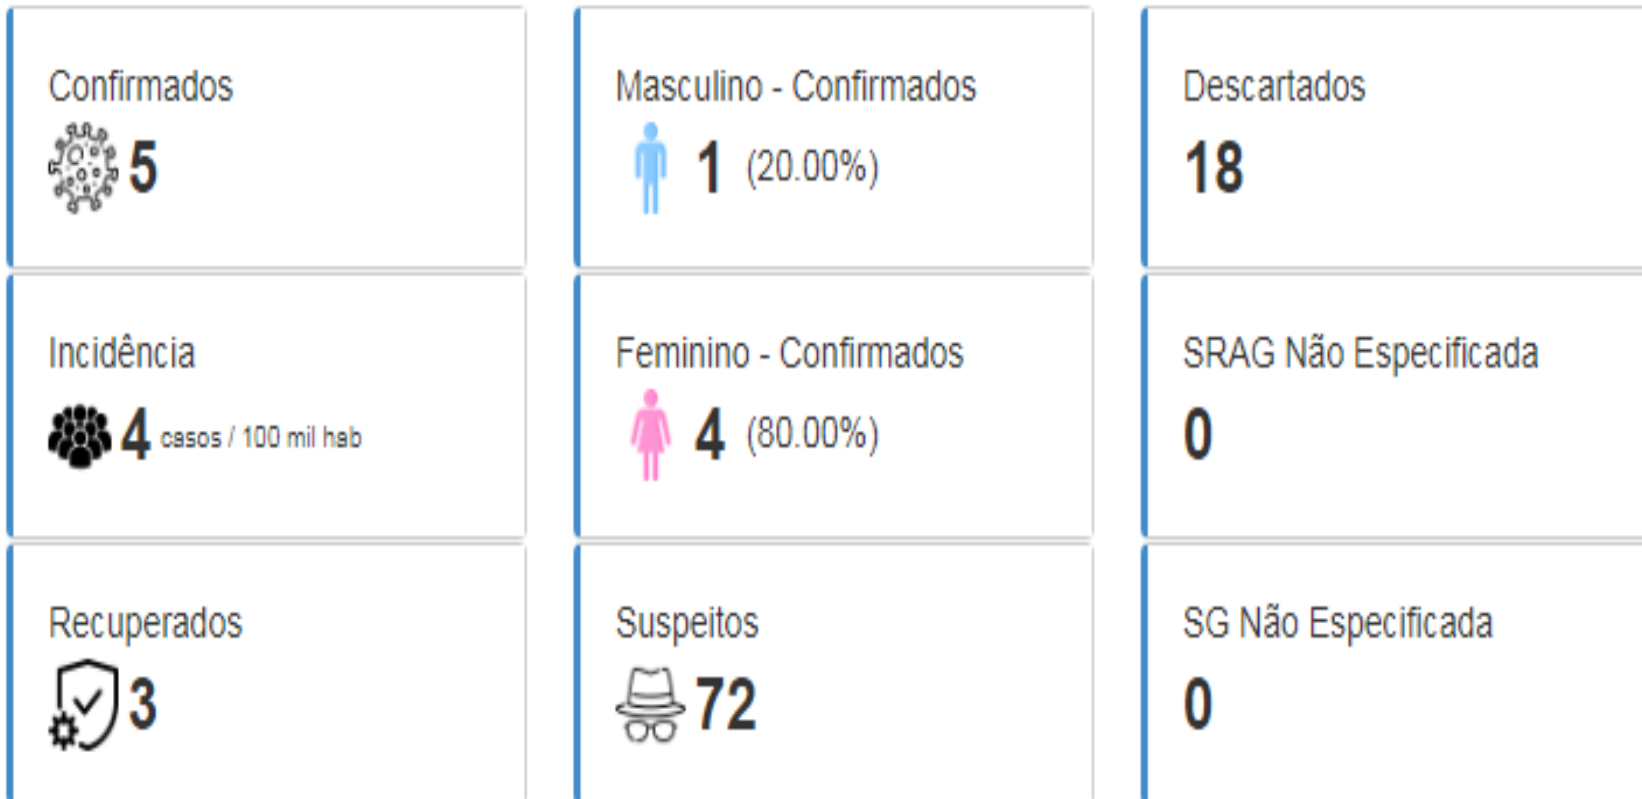 Confirmados
5
Masculino - Confirmados
1 (20.00%)
Descartados
18
Incidência
4 casos / 100 mil hab
Feminino - Confirmados
4 (80.00%)
SRAG Não Especificada
0
Recuperados
3
Suspeitos
72
SG Não Especificada
0